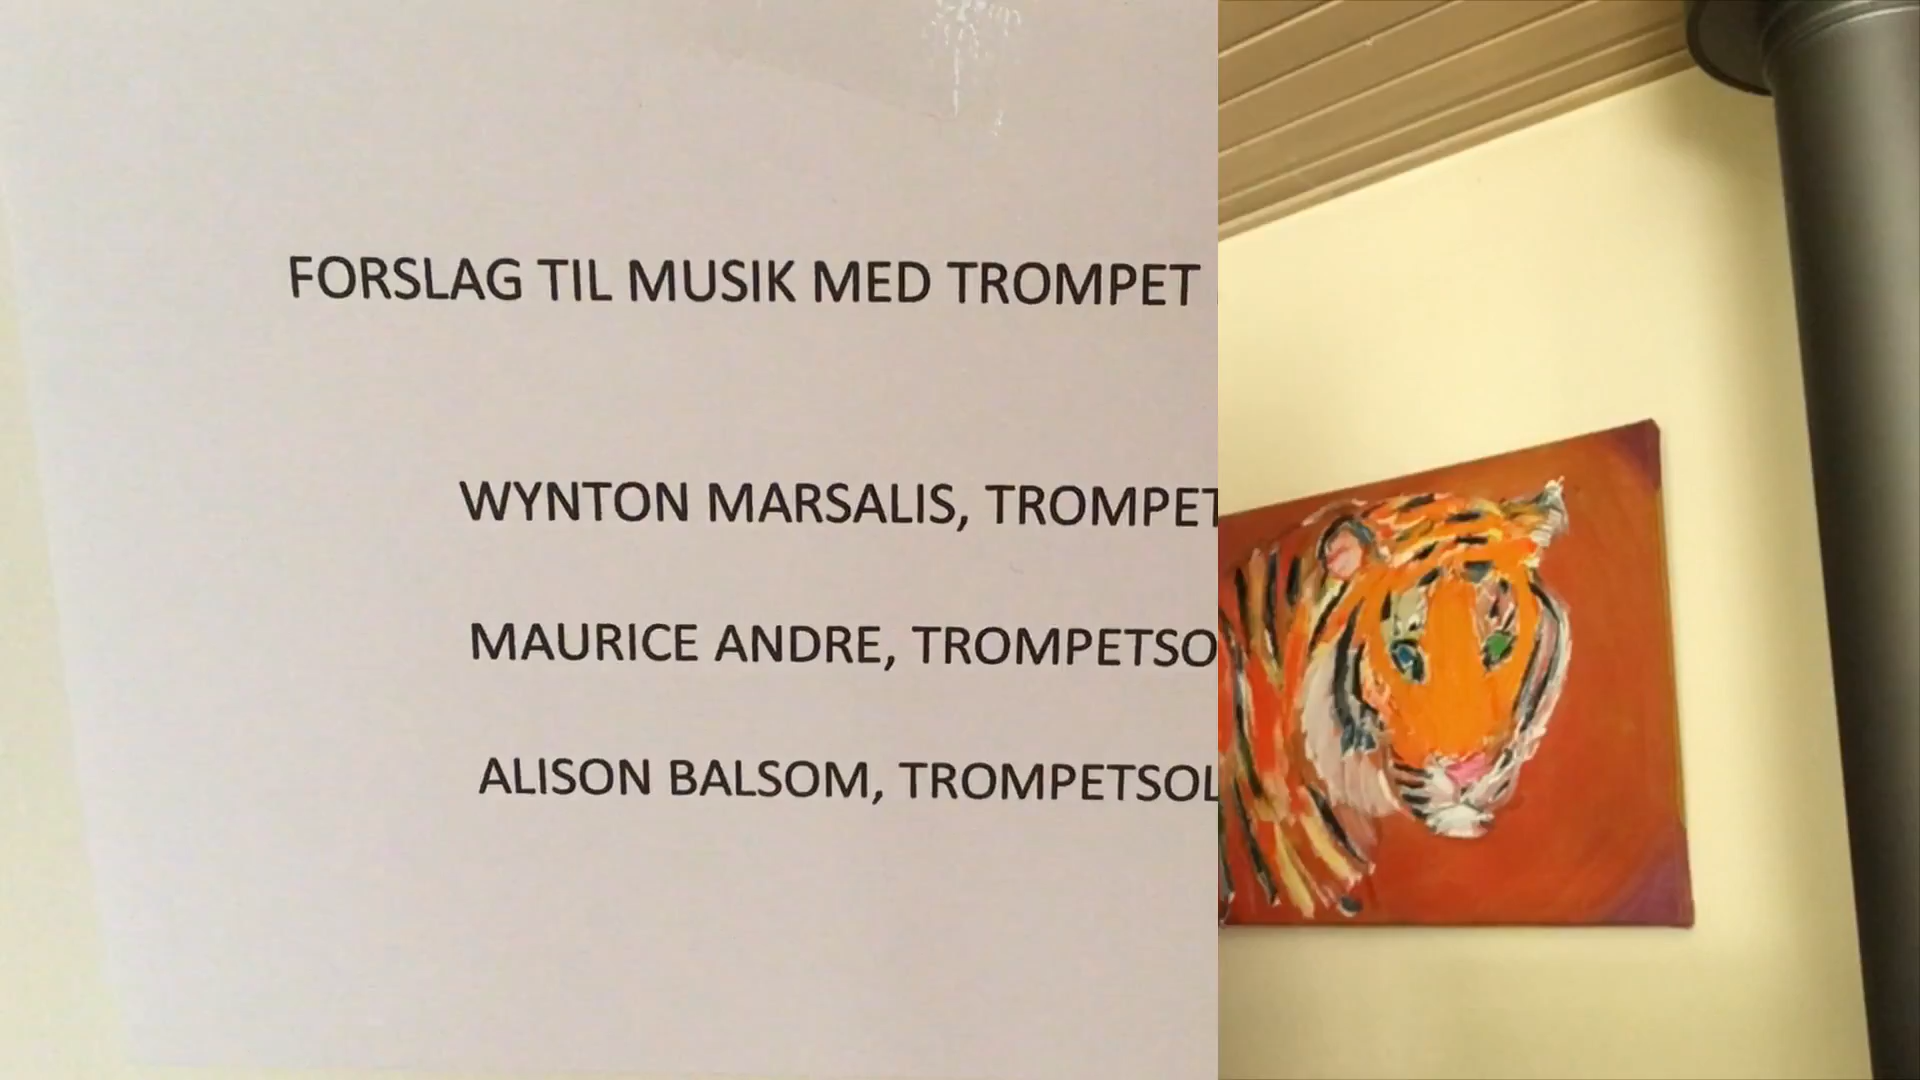 FORSLAG TIL MUSIK MED TROMPET
WYNTON MARSALIS, TROMPET
MAURICE ANDRE, TROMPETSO
ALISON BALSOM, TROMPETSOL